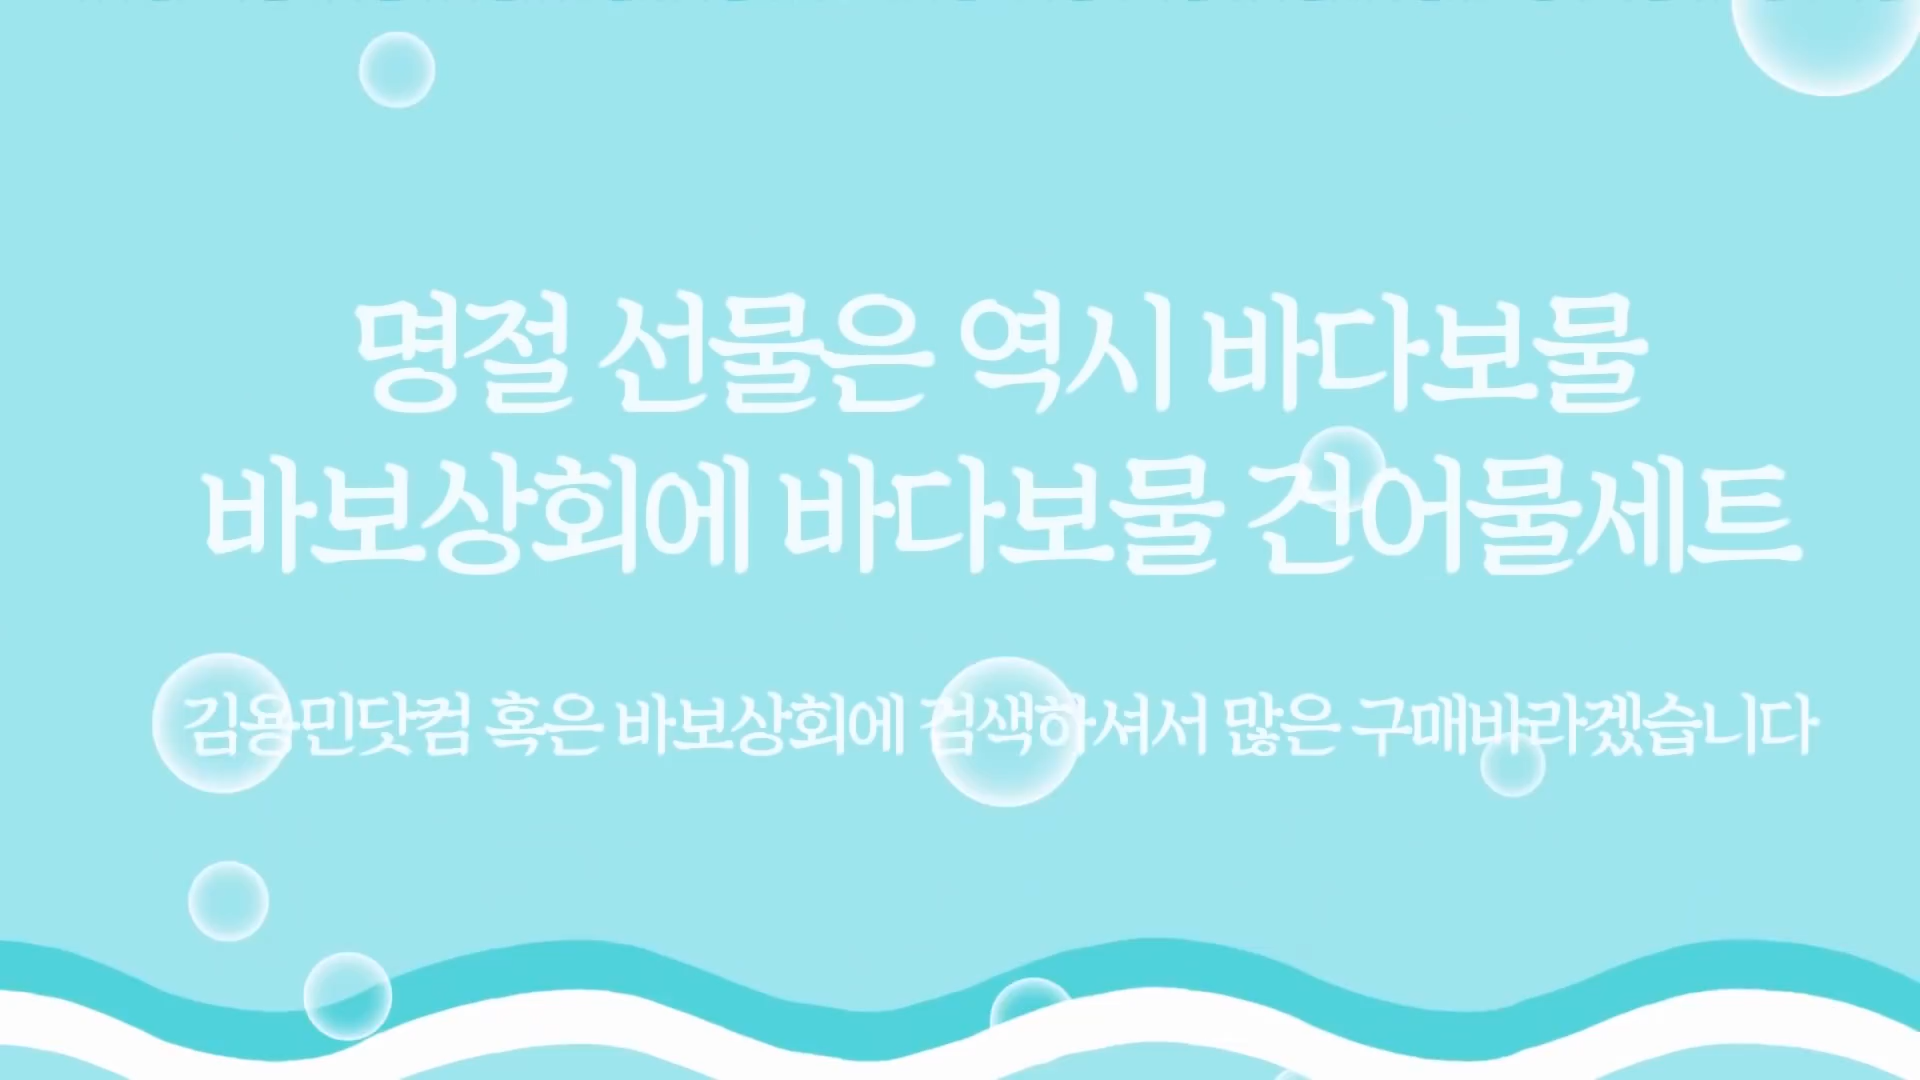 명절 선물은 역시 바다보물
바보상회에 바다보물 건어물세트
김용민닷컴 혹은 바보상회에 검색하셔서 많은 구매바라겠습니다